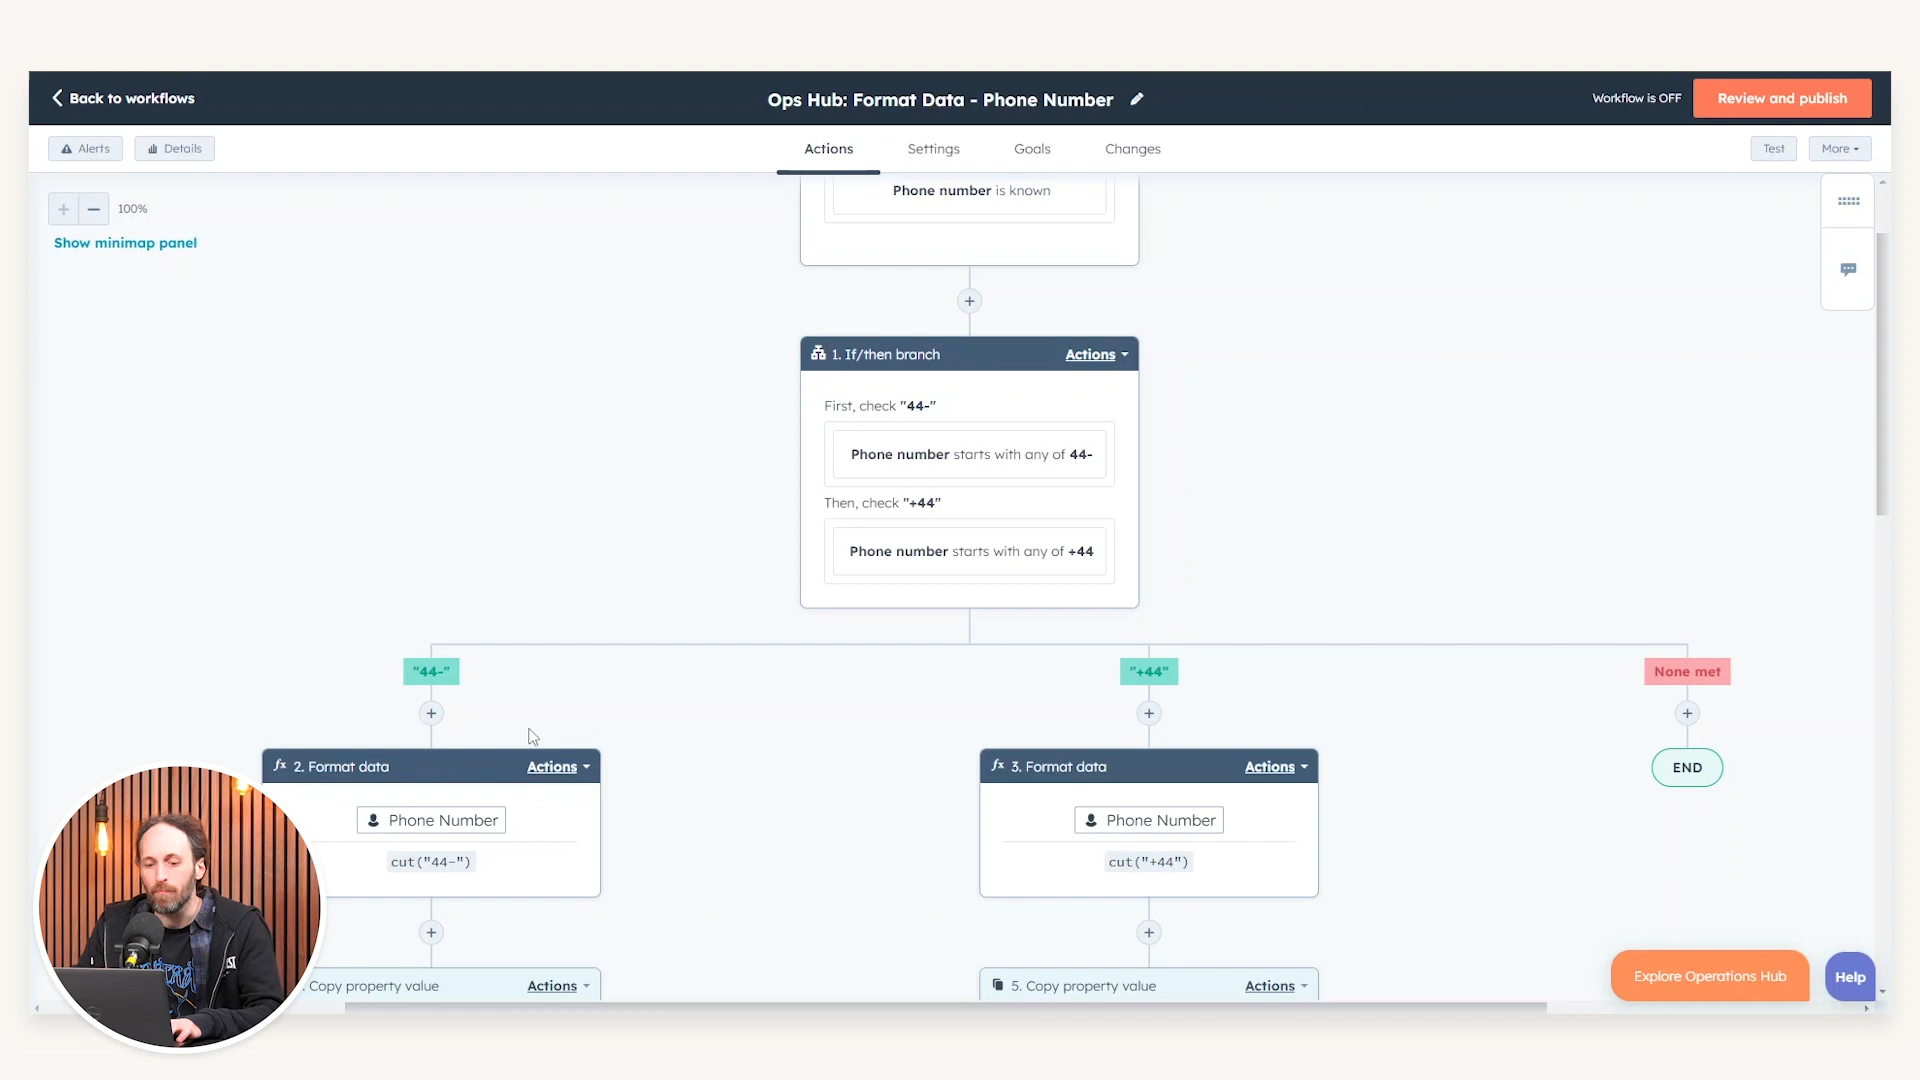 Back to workflows
Ops Hub: Format Data - Phone Number
Workflow is OFF
Review and publish
Alerts
Details
Actions
Settings
Goals
Changes
Test
More
100%
Show minimap panel
Phone number is known
1. If/then branch
Actions
First, check "44-"
Phone number starts with any of 44-
Then, check "+44"
Phone number starts with any of +44
"44-"
"+44"
None met
2. Format data
Actions
Phone Number
cut("44-")
3. Format data
Actions
Phone Number
cut("+44")
END
Copy property value
Actions
5. Copy property value
Actions
Explore Operations Hub
Help